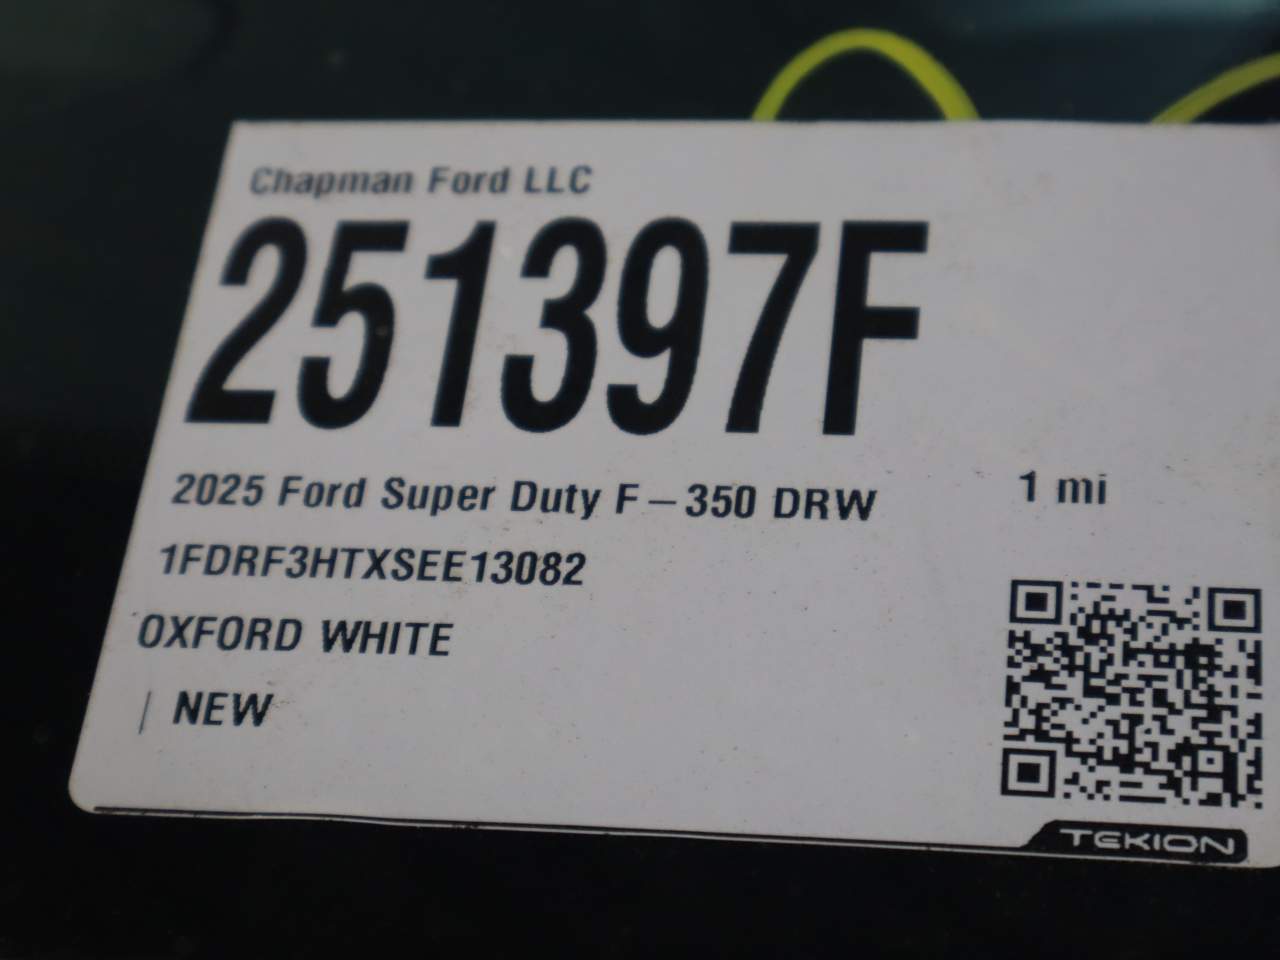 Chapman Ford LLC
251397F
2025 Ford Super Duty F-350 DRW 1 mi
1FDRF3HTXSEE13082
OXFORD WHITE
| NEW
TEKION